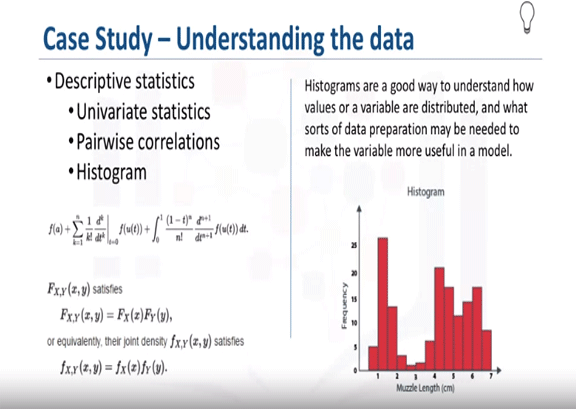 Case Study – Understanding the data
•Descriptive statistics
•Univariate statistics
•Pairwise correlations
•Histogram
f(a) + \sum_{k=1}^{n} \frac{1}{k!} \frac{d^k}{dt^k} |_{t=0} f(u(t)) + \int_0^1 \frac{(1-t)^n}{n!} \frac{d^{n+1}}{dt^{n+1}} f(u(t)) dt.
F_{X,Y}(x,y) satisfies
F_{X,Y}(x,y) = F_X(x)F_Y(y),
or equivalently, their joint density f_{X,Y}(x,y) satisfies
f_{X,Y}(x,y) = f_X(x)f_Y(y).
Histograms are a good way to understand how
values or a variable are distributed, and what
sorts of data preparation may be needed to
make the variable more useful in a model.
Histogram
Frequency
25
20
15
10
5
0
1 2 3 4 5 6 7
Muzzle Length (cm)